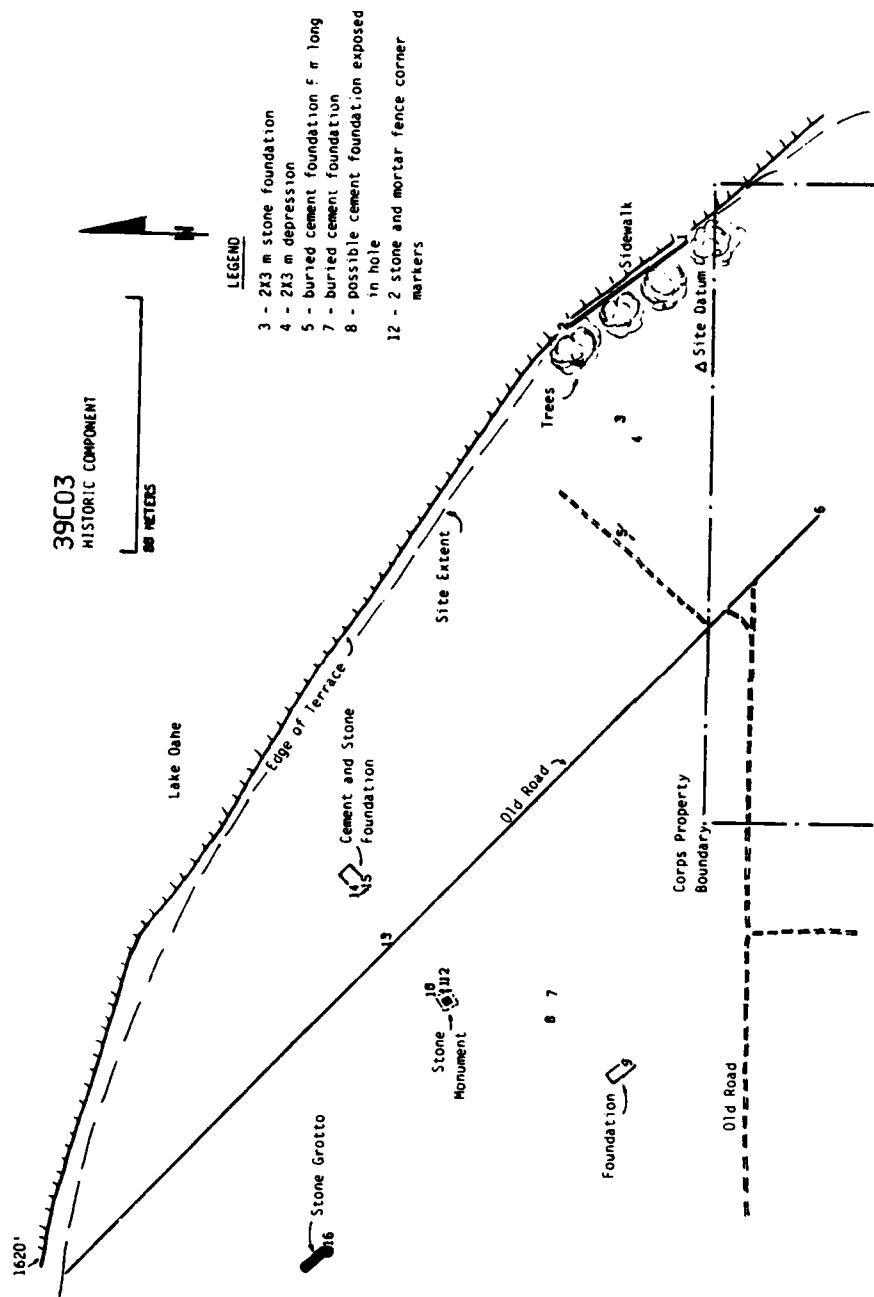 39CO3
HISTORIC COMPONENT
80 METERS
N
LEGEND
3 - 2X3 m stone foundation
4 - 2X3 m depression
5 - buried cement foundation m long
7 - buried cement foundation
8 - possible cement foundation exposed
in hole
12 - 2 stone and mortar fence corner
markers
1620'
Lake Oahe
Edge of Terrace
Site Extent
Trees
2
Sidewalk
Site Datum
3
4
5
6
Cement and Stone
Foundation
14
15
13
Old Road
Corps Property
Boundary
Stone Grotto
16
Stone
Monument
10
12
8 7
Foundation
9
Old Road